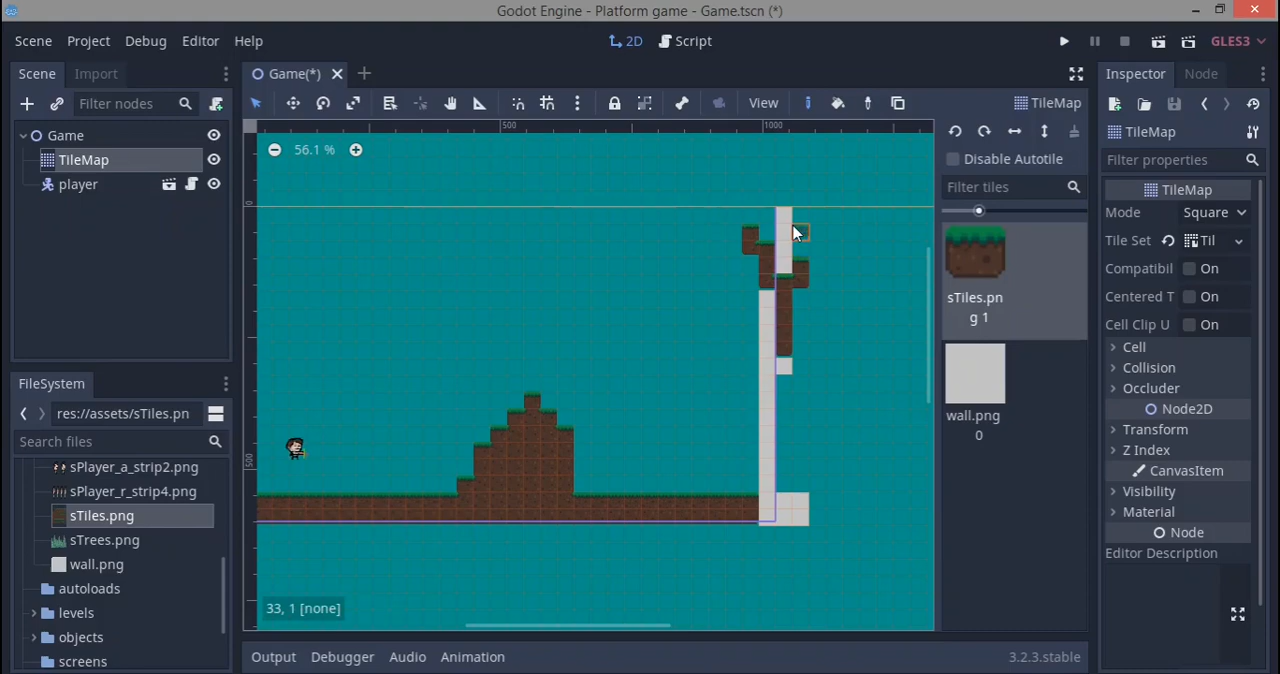 Godot Engine - Platform game - Game.tscn (*)
Scene Project Debug Editor Help
2D Script
GLES3
Scene Import
Game(*)
Inspector Node
Filter nodes
View
TileMap
Game
TileMap
player
500
1000
56.1 %
0
500
TileMap
Disable Autotile
Filter tiles
sTiles.pn
g 1
wall.png
0
Filter properties
TileMap
Mode Square
Tile Set Til
Compatibil On
Centered T On
Cell Clip U On
Cell
Collision
Occluder
Node2D
Transform
Z Index
CanvasItem
Visibility
Material
Node
Editor Description
FileSystem
res://assets/sTiles.pn
Search files
sPlayer_a_strip2.png
sPlayer_r_strip4.png
sTiles.png
sTrees.png
wall.png
autoloads
levels
objects
screens
33, 1 [none]
Output Debugger Audio Animation
3.2.3.stable